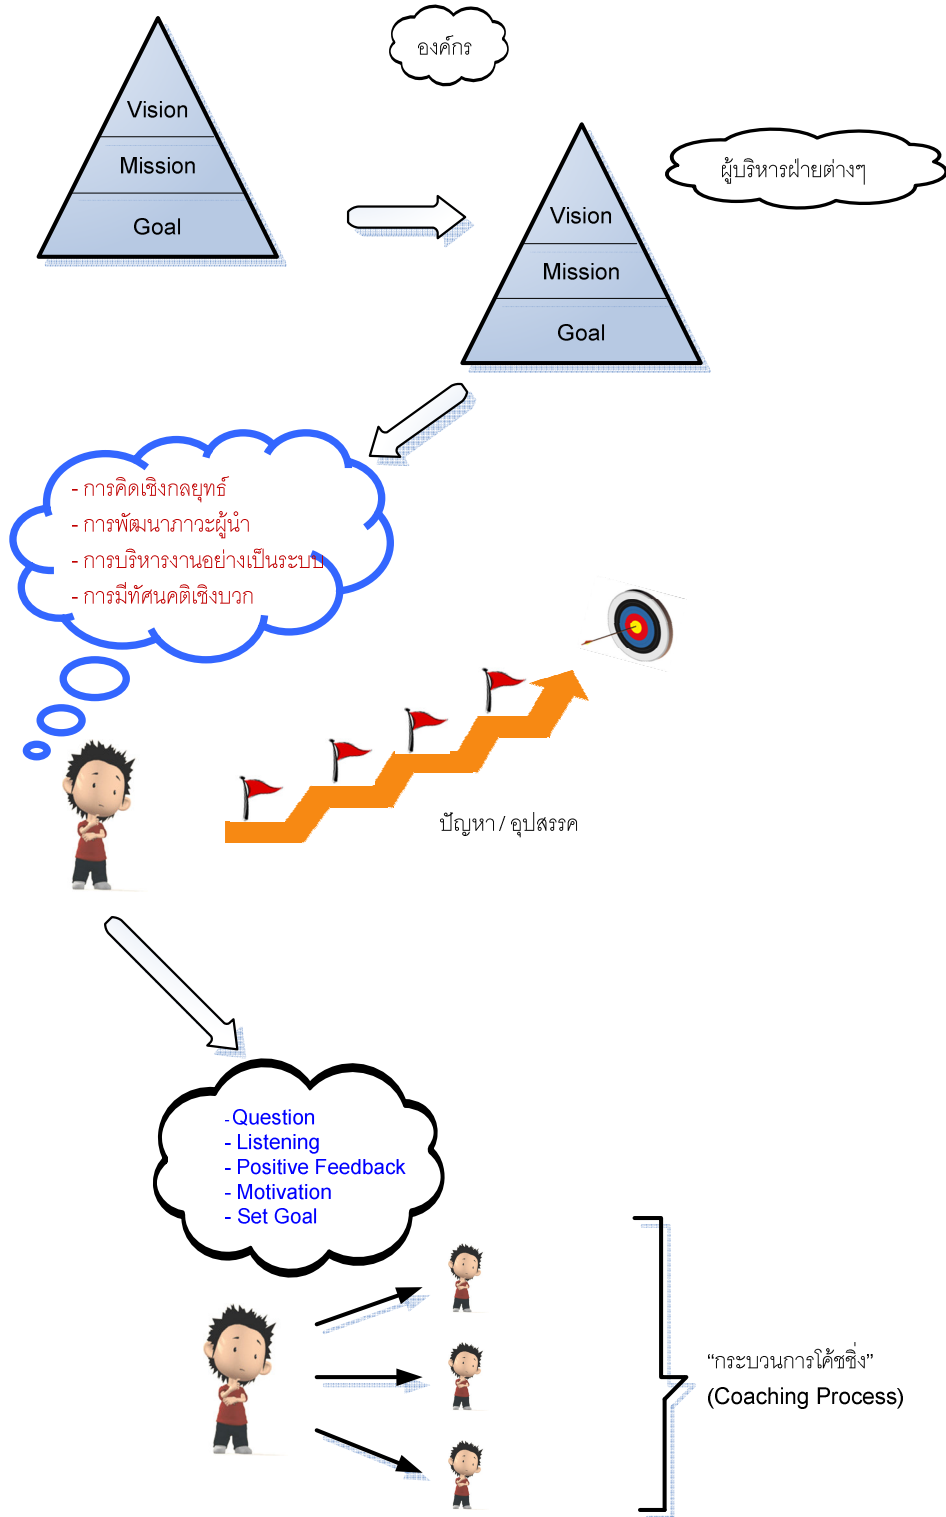 องค์กร
Vision
Mission
Goal
ผู้บริหารฝ่ายต่างๆ
Vision
Mission
Goal
- การคิดเชิงกลยุทธ์
- การพัฒนาภาวะผู้นำ
- การบริหารงานอย่างเป็นระบบ
- การมีทัศนคติเชิงบวก
ปัญหา / อุปสรรค
-Question
- Listening
- Positive Feedback
- Motivation
- Set Goal
“กระบวนการโค้ชชิ่ง”
(Coaching Process)